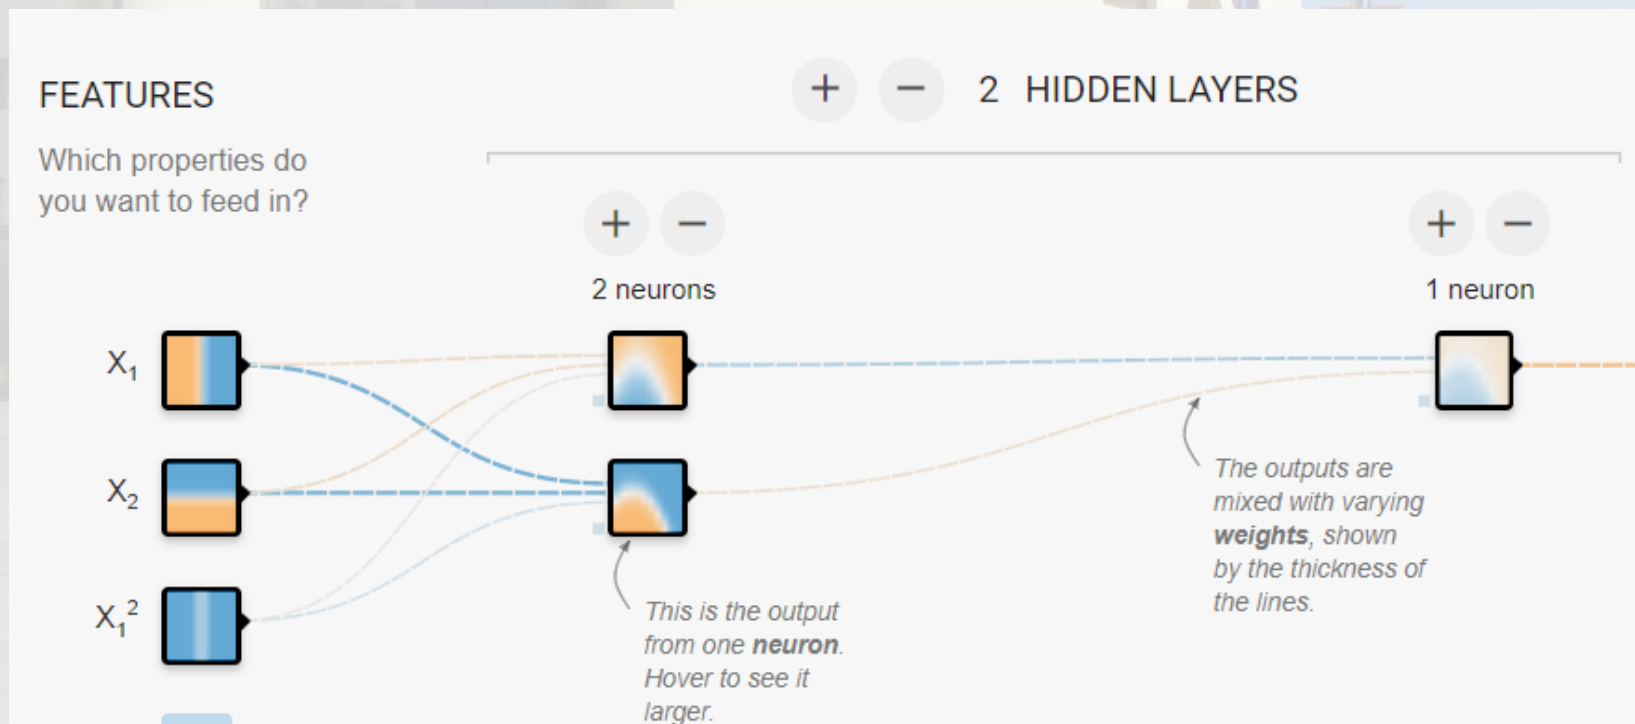 FEATURES
Which properties do
you want to feed in?
+ − 2 HIDDEN LAYERS
+ −
2 neurons
+ −
1 neuron
X₁
X₂
X₁²
This is the output
from one neuron.
Hover to see it
larger.
The outputs are
mixed with varying
weights, shown
by the thickness of
the lines.